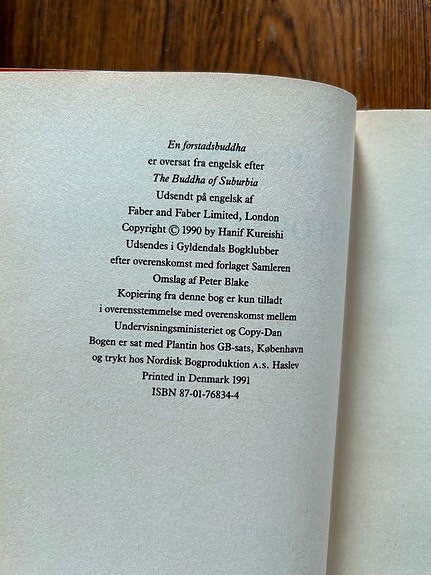 En forstadsbuddha
er oversat fra engelsk efter
The Buddha of Suburbia
Udsendt på engelsk af
Faber and Faber Limited, London
Copyright © 1990 by Hanif Kureishi
Udsendes i Gyldendals Bogklubber
efter overenskomst med forlaget Samleren
Omslag af Peter Blake
Kopiering fra denne bog er kun tilladt
i overensstemmelse med overenskomst mellem
Undervisningsministeriet og Copy-Dan
Bogen er sat med Plantin hos GB-sats, København
og trykt hos Nordisk Bogproduktion A.S. Haslev
Printed in Denmark 1991
ISBN 87-01-76834-4